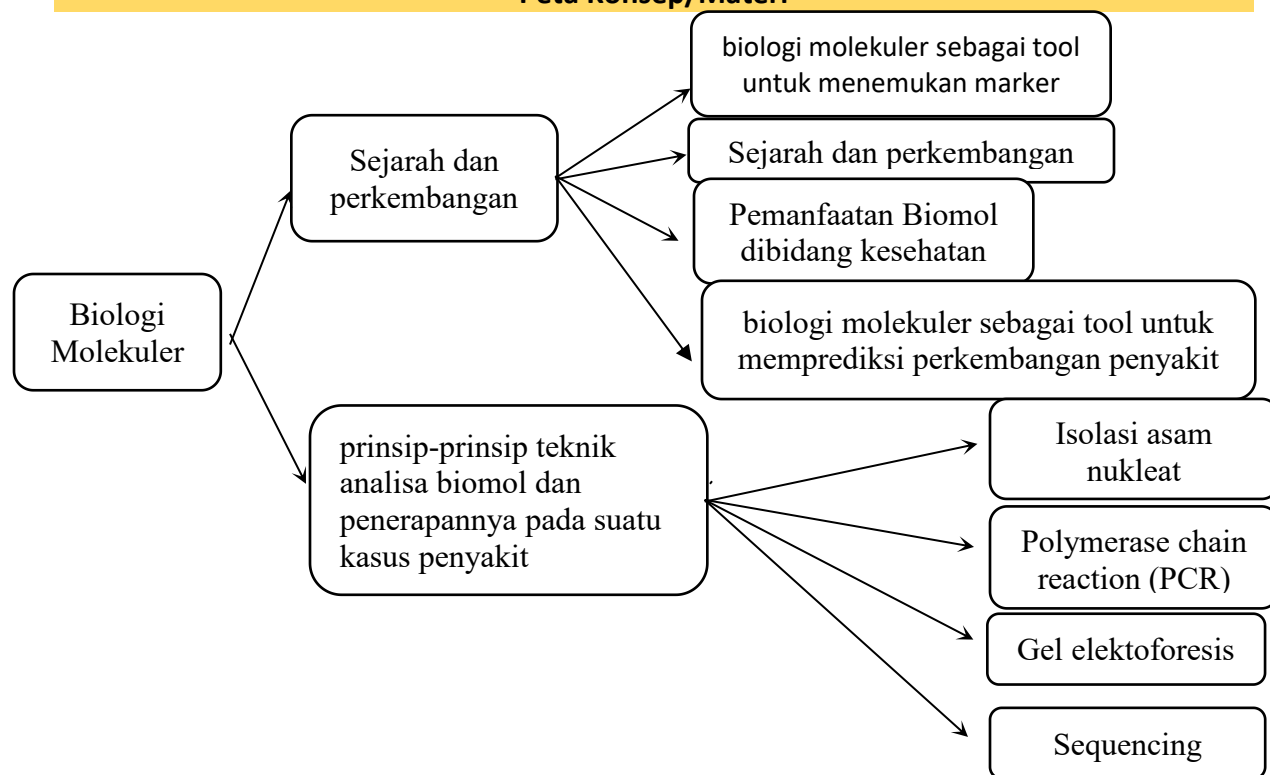 Peta Konsep/Materi
biologi molekuler sebagai tool
untuk menemukan marker
Sejarah dan
perkembangan
Sejarah dan perkembangan
Pemanfaatan Biomol
dibidang kesehatan
Biologi
Molekuler
biologi molekuler sebagai tool untuk
memprediksi perkembangan penyakit
prinsip-prinsip teknik
analisa biomol dan
penerapannya pada suatu
kasus penyakit
Isolasi asam
nukleat
Polymerase chain
reaction (PCR)
Gel elektoforesis
Sequencing